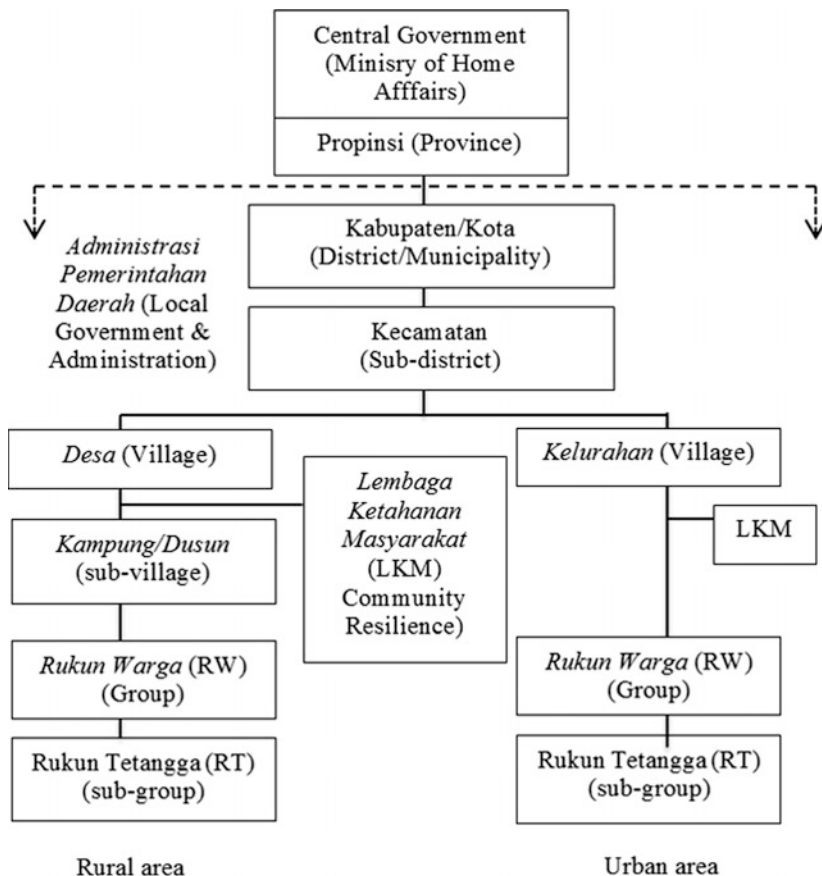 Central Government
(Minisry of Home
Afffairs)
Propinsi (Province)
Kabupaten/Kota
(District/Municipality)
Administrasi
Pemerintahan
Daerah (Local
Government &
Administration)
Kecamatan
(Sub-district)
Desa (Village)
Kelurahan (Village)
Lembaga
Ketahanan
Masyarakat
(LKM)
Community
Resilience)
LKM
Kampung/Dusun
(sub-village)
Rukun Warga (RW)
(Group)
Rukun Warga (RW)
(Group)
Rukun Tetangga (RT)
(sub-group)
Rukun Tetangga (RT)
(sub-group)
Rural area
Urban area